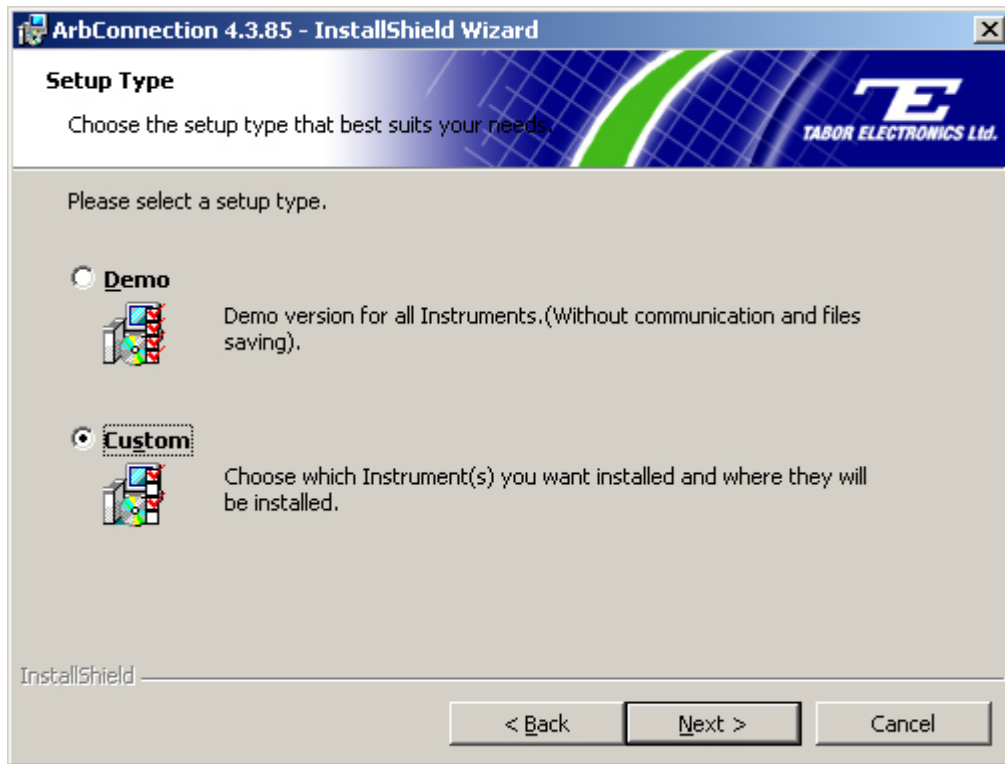 ArbConnection 4.3.85 - InstallShield Wizard
Setup Type
Choose the setup type that best suits your needs.
TE
TABOR ELECTRONICS Ltd.
Please select a setup type.
Demo
Demo version for all Instruments.(Without communication and files
saving).
Custom
Choose which Instrument(s) you want installed and where they will
be installed.
InstallShield
< Back
Next >
Cancel